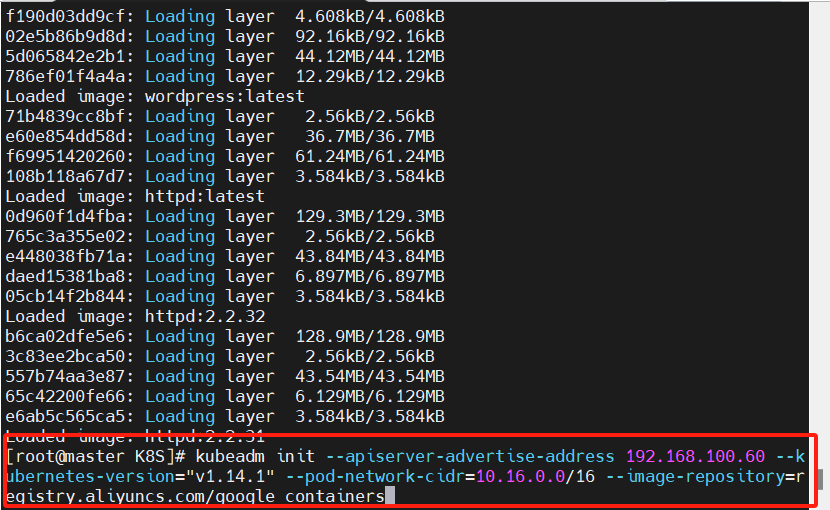 f190d03dd9cf: Loading layer  4.608kB/4.608kB
02e5b86b9d8d: Loading layer  92.16kB/92.16kB
5d065842e2b1: Loading layer  44.12MB/44.12MB
786ef01f4a4a: Loading layer  12.29kB/12.29kB
Loaded image: wordpress:latest
71b4839cc8bf: Loading layer   2.56kB/2.56kB
e60e854dd58d: Loading layer   36.7MB/36.7MB
f69951420260: Loading layer  61.24MB/61.24MB
108b118a67d7: Loading layer  3.584kB/3.584kB
Loaded image: httpd:latest
0d960f1d4fba: Loading layer  129.3MB/129.3MB
765c3a355e02: Loading layer   2.56kB/2.56kB
e448038fb71a: Loading layer  43.84MB/43.84MB
daed15381ba8: Loading layer  6.897MB/6.897MB
05cb14f2b844: Loading layer  3.584kB/3.584kB
Loaded image: httpd:2.2.32
b6ca02dfe5e6: Loading layer  128.9MB/128.9MB
3c83ee2bca50: Loading layer   2.56kB/2.56kB
557b74aa3e87: Loading layer  43.54MB/43.54MB
65c42200fe66: Loading layer  6.129MB/6.129MB
e6ab5c565ca5: Loading layer  3.584kB/3.584kB
Loaded image: httpd:2.2.31
[root@master K8S]# kubeadm init --apiserver-advertise-address 192.168.100.60 --k
ubernetes-version="v1.14.1" --pod-network-cidr=10.16.0.0/16 --image-repository=r
egistry.aliyuncs.com/google_containers